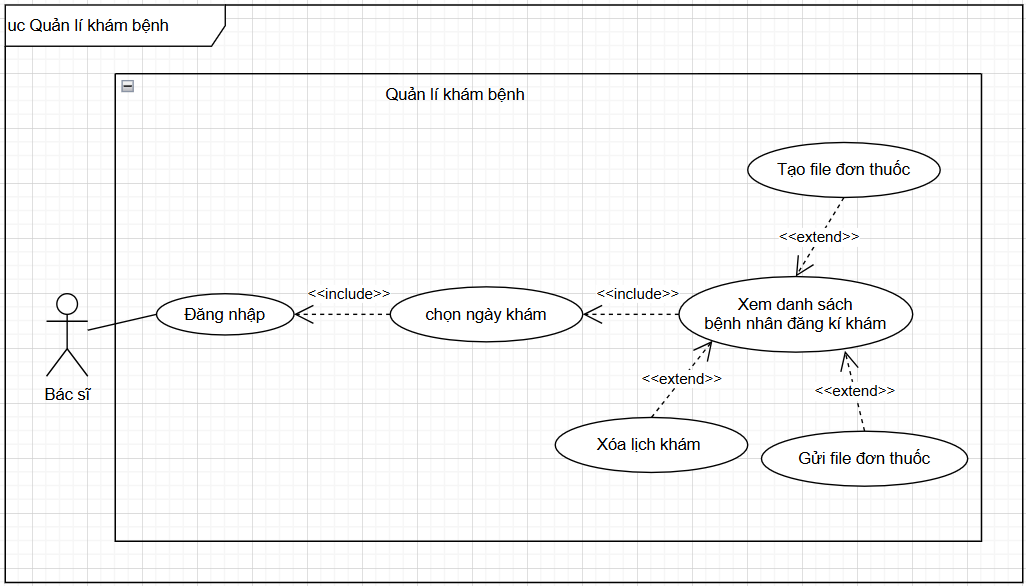 uc Quản lí khám bệnh
Quản lí khám bệnh
Tạo file đơn thuốc
<<extend>>
<<include>>
<<include>>
Đăng nhập
chọn ngày khám
Xem danh sách
bệnh nhân đăng kí khám
Bác sĩ
<<extend>>
<<extend>>
Xóa lịch khám
Gửi file đơn thuốc